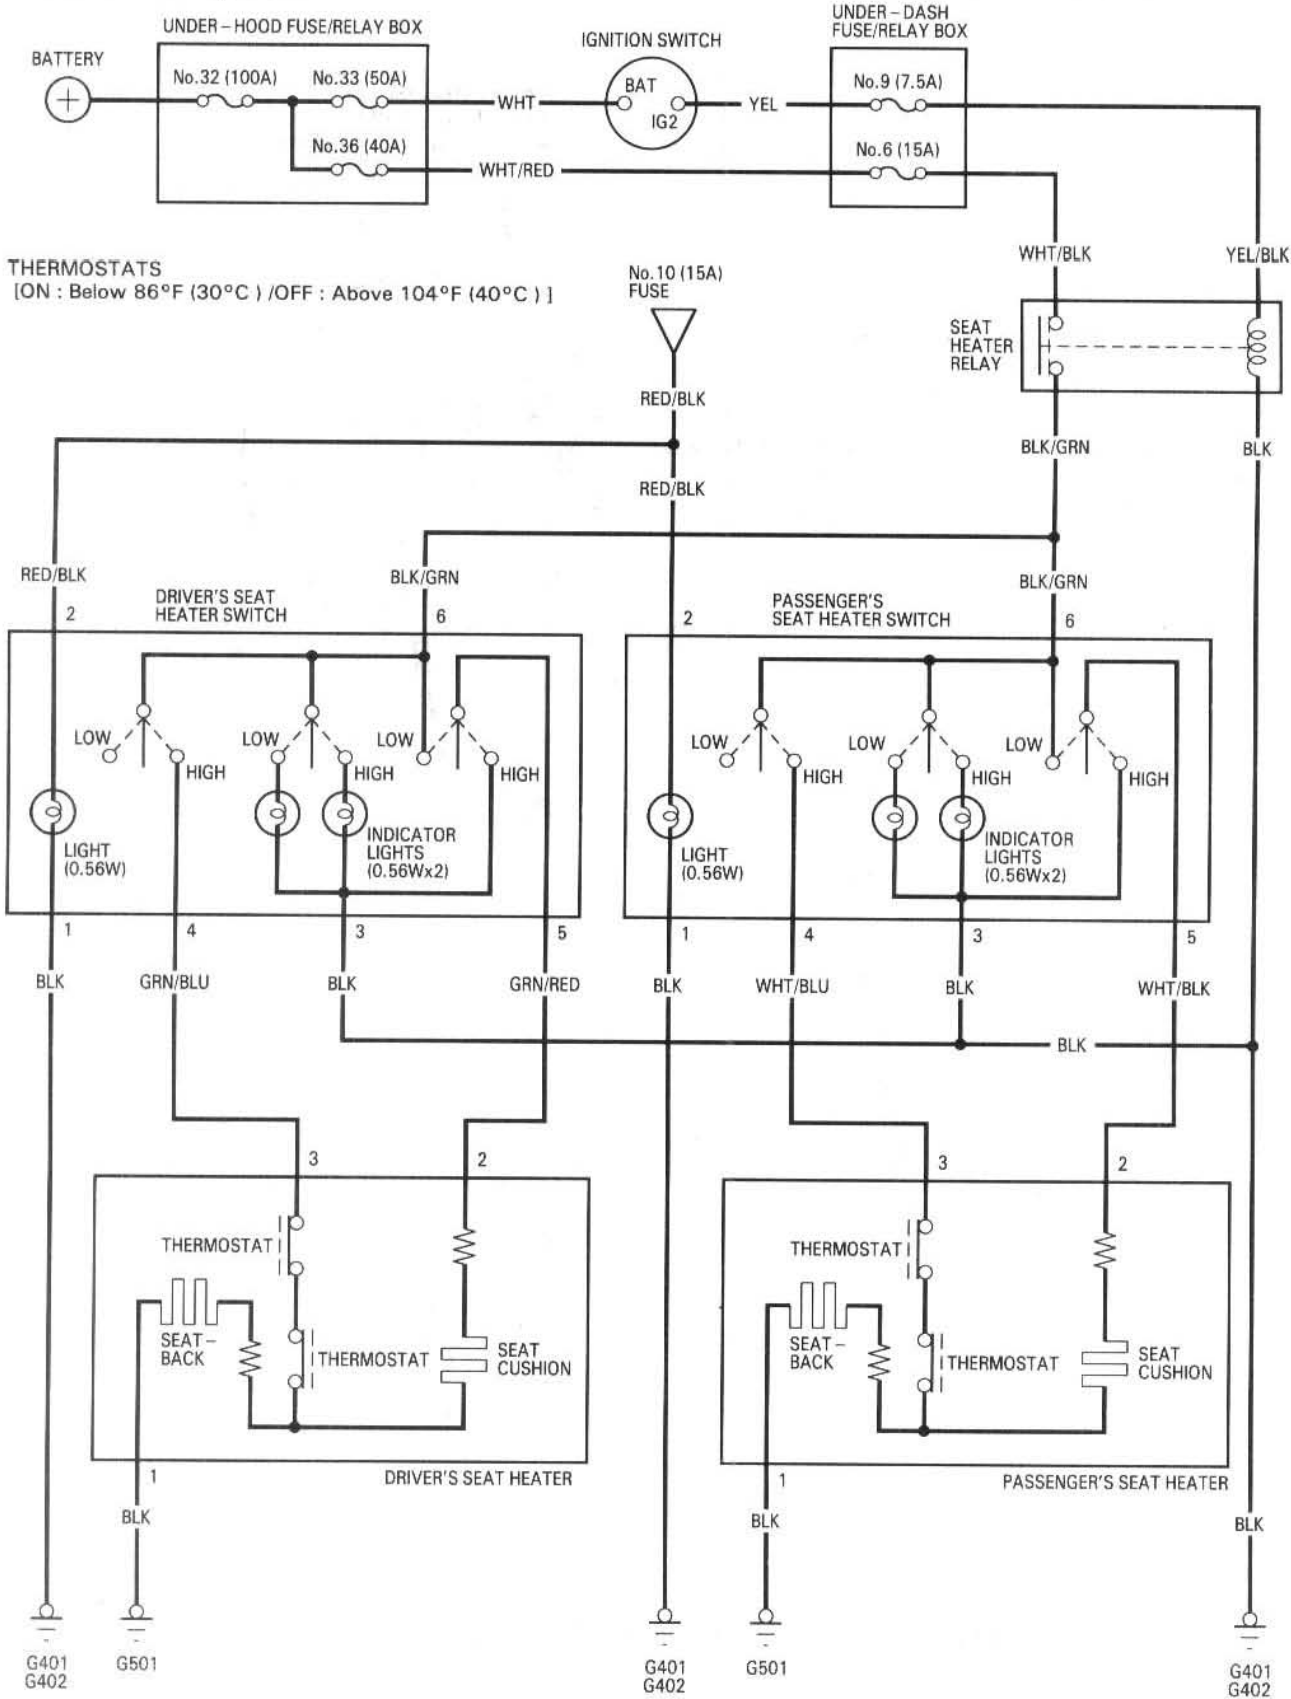 UNDER-HOOD FUSE/RELAY BOX
IGNITION SWITCH
UNDER-DASH
FUSE/RELAY BOX
BATTERY
+
No.32 (100A)
No.33 (50A)
WHT
BAT
IG2
YEL
No.9 (7.5A)
No.36 (40A)
WHT/RED
No.6 (15A)
THERMOSTATS
[ON : Below 86°F (30°C ) /OFF : Above 104°F (40°C ) ]
No.10 (15A)
FUSE
WHT/BLK
YEL/BLK
SEAT
HEATER
RELAY
RED/BLK
BLK/GRN
BLK
RED/BLK
RED/BLK
BLK/GRN
BLK/GRN
2
DRIVER'S SEAT
HEATER SWITCH
6
2
PASSENGER'S
SEAT HEATER SWITCH
6
LOW
HIGH
LOW
HIGH
LOW
HIGH
LOW
HIGH
LOW
HIGH
LOW
HIGH
LIGHT
(0.56W)
INDICATOR
LIGHTS
(0.56Wx2)
LIGHT
(0.56W)
INDICATOR
LIGHTS
(0.56Wx2)
1
4
3
5
1
4
3
5
BLK
GRN/BLU
BLK
GRN/RED
BLK
WHT/BLU
BLK
WHT/BLK
BLK
3
2
3
2
THERMOSTAT
SEAT-
BACK
THERMOSTAT
SEAT
CUSHION
THERMOSTAT
SEAT-
BACK
THERMOSTAT
SEAT
CUSHION
1
DRIVER'S SEAT HEATER
1
PASSENGER'S SEAT HEATER
BLK
BLK
BLK
G401
G402
G501
G401
G402
G501
G401
G402